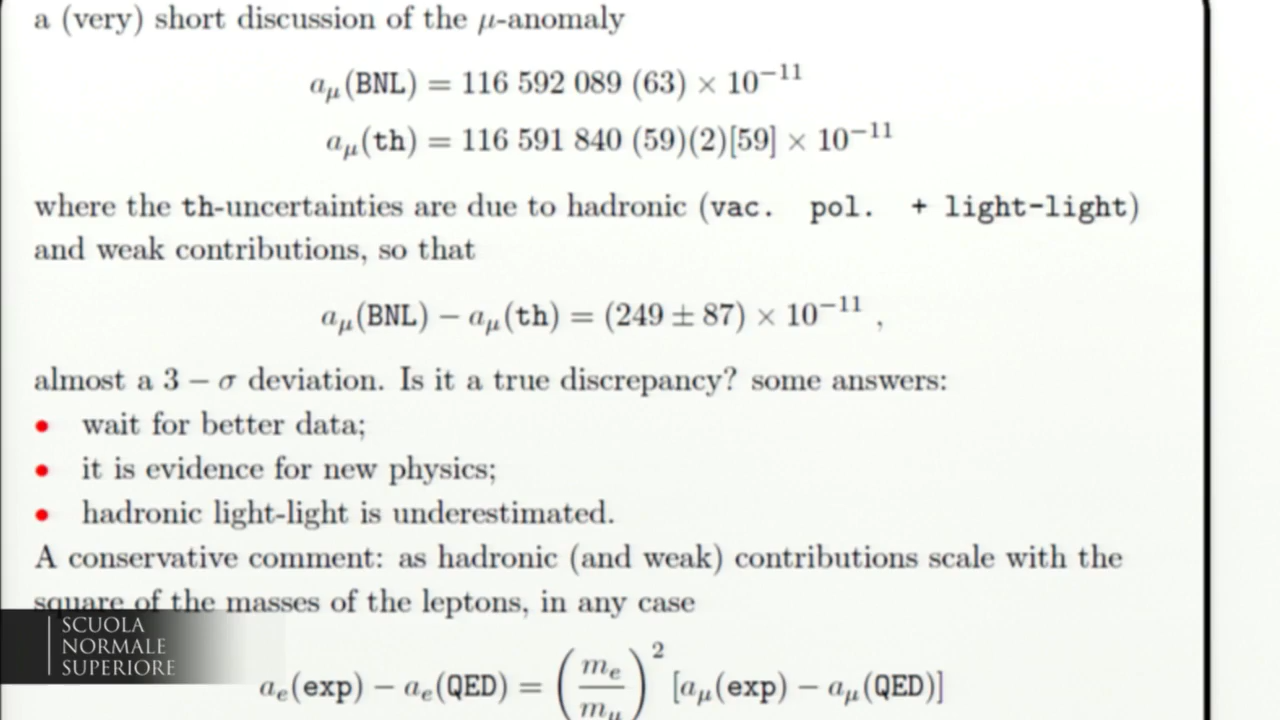 a (very) short discussion of the μ-anomaly
a_μ(BNL) = 116 592 089 (63) × 10^{−11}
a_μ(th) = 116 591 840 (59)(2)[59] × 10^{−11}
where the th-uncertainties are due to hadronic (vac. pol. + light-light)
and weak contributions, so that
a_μ(BNL) − a_μ(th) = (249 ± 87) × 10^{−11} ,
almost a 3 − σ deviation. Is it a true discrepancy? some answers:
• wait for better data;
• it is evidence for new physics;
• hadronic light-light is underestimated.
A conservative comment: as hadronic (and weak) contributions scale with the
square of the masses of the leptons, in any case
a_e(exp) − a_e(QED) = (m_e/m_μ)^2 [a_μ(exp) − a_μ(QED)]
SCUOLA
NORMALE
SUPERIORE